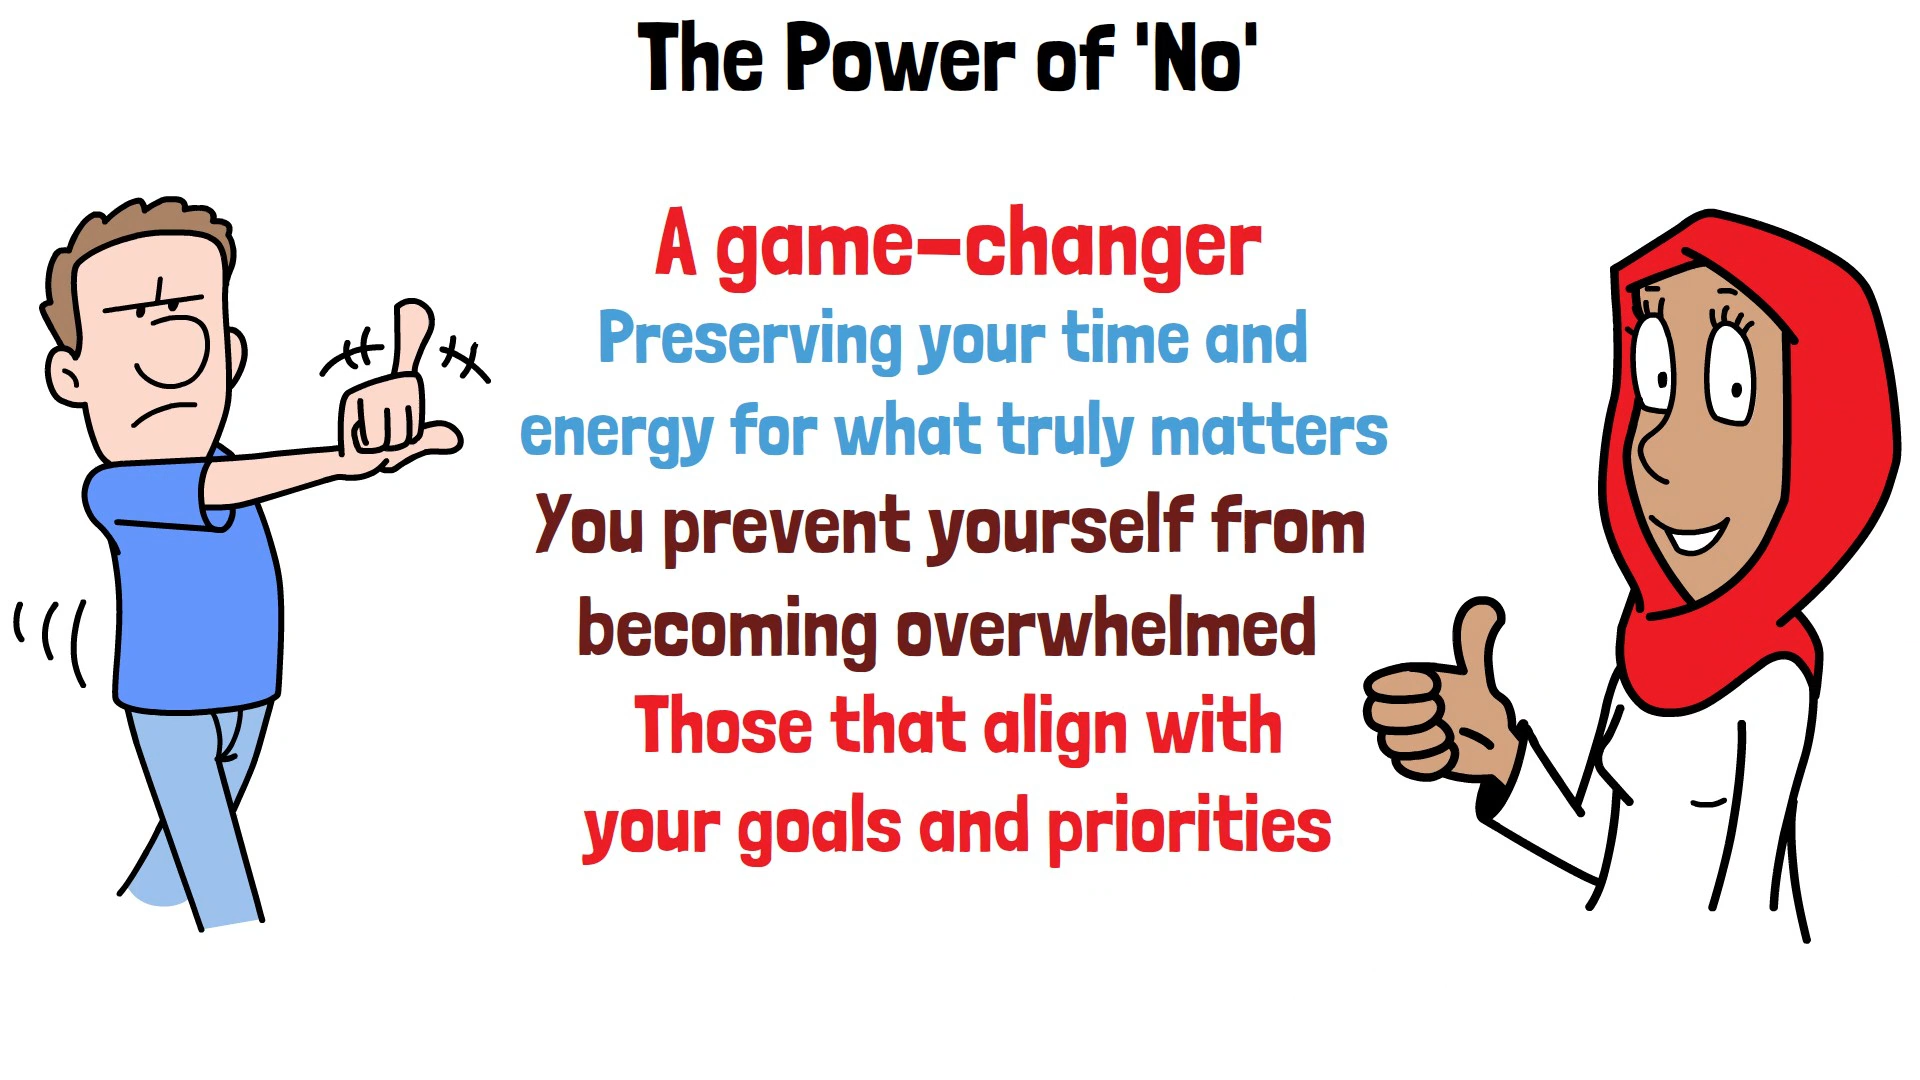 The Power of 'No'
A game-changer
Preserving your time and
energy for what truly matters
You prevent yourself from
becoming overwhelmed
Those that align with
your goals and priorities